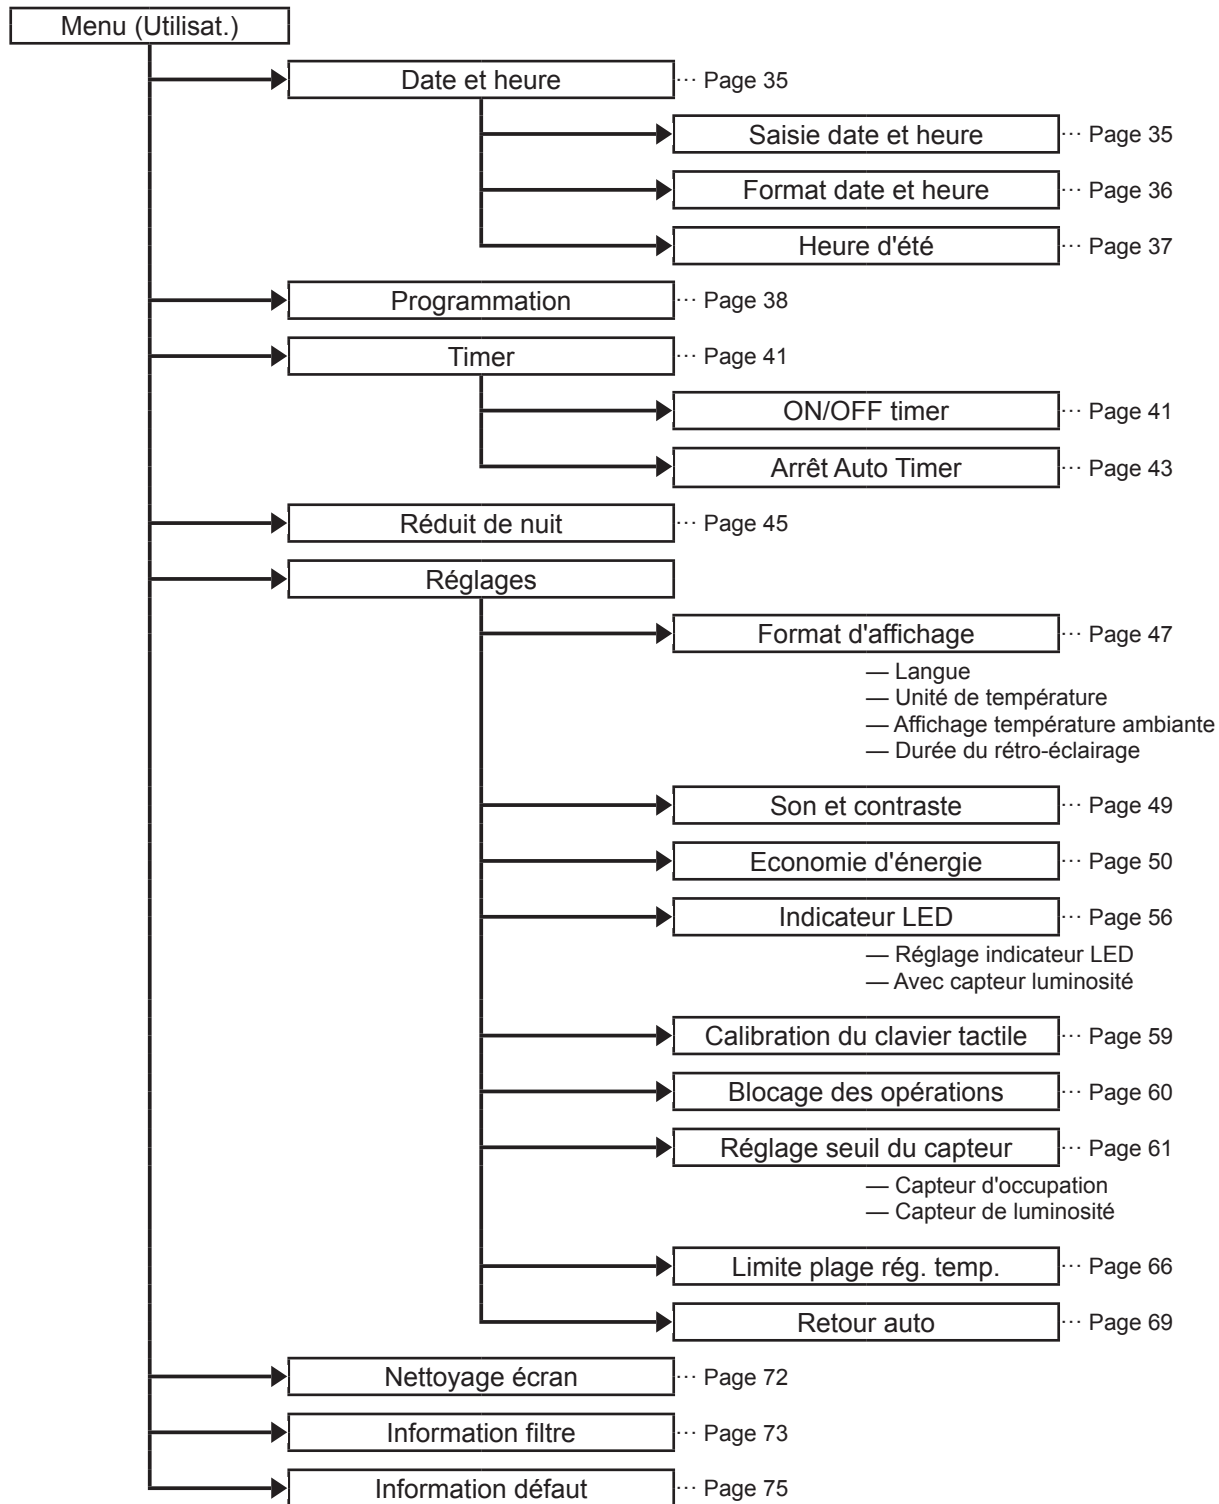 Menu (Utilisat.)
Date et heure ··· Page 35
Saisie date et heure ··· Page 35
Format date et heure ··· Page 36
Heure d'été ··· Page 37
Programmation ··· Page 38
Timer ··· Page 41
ON/OFF timer ··· Page 41
Arrêt Auto Timer ··· Page 43
Réduit de nuit ··· Page 45
Réglages
Format d'affichage ··· Page 47
— Langue
— Unité de température
— Affichage température ambiante
— Durée du rétro-éclairage
Son et contraste ··· Page 49
Economie d'énergie ··· Page 50
Indicateur LED ··· Page 56
— Réglage indicateur LED
— Avec capteur luminosité
Calibration du clavier tactile ··· Page 59
Blocage des opérations ··· Page 60
Réglage seuil du capteur ··· Page 61
— Capteur d'occupation
— Capteur de luminosité
Limite plage rég. temp. ··· Page 66
Retour auto ··· Page 69
Nettoyage écran ··· Page 72
Information filtre ··· Page 73
Information défaut ··· Page 75